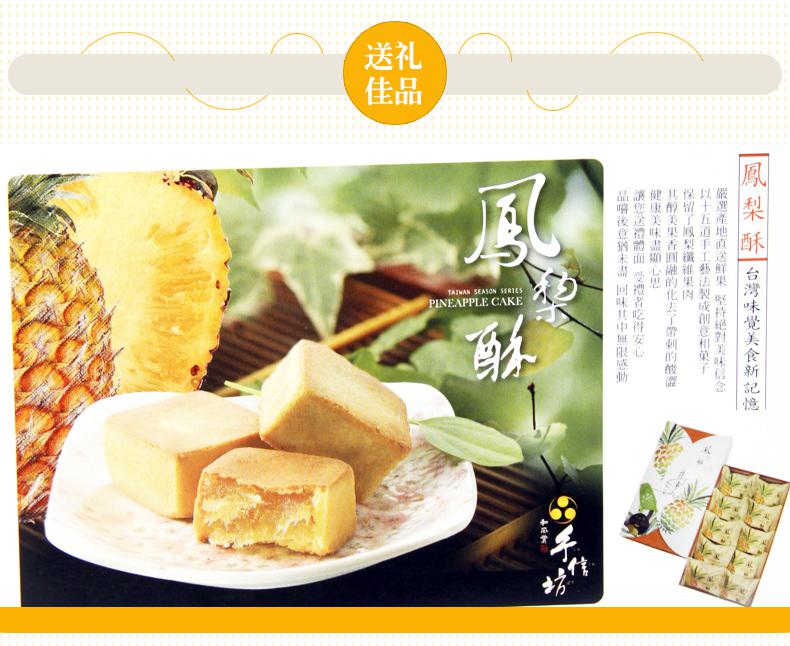 送礼
佳品
鳳梨酥
TAIWAN SEASON SERIES
PINEAPPLE CAKE
和菓賞
手信坊
鳳梨酥
台灣味覺美食新記憶
嚴選產地直送鮮果 堅持絕對美味信念
以十五道手工藝法製成創意和菓子
保留了鳳梨纖維果肉
其醇美果香圓融的化去了帶刺的酸澀
健康美味盡顯心思
讓您送禮體面 受禮者吃得安心
品嚐後意猶未盡 回味其中無限感動